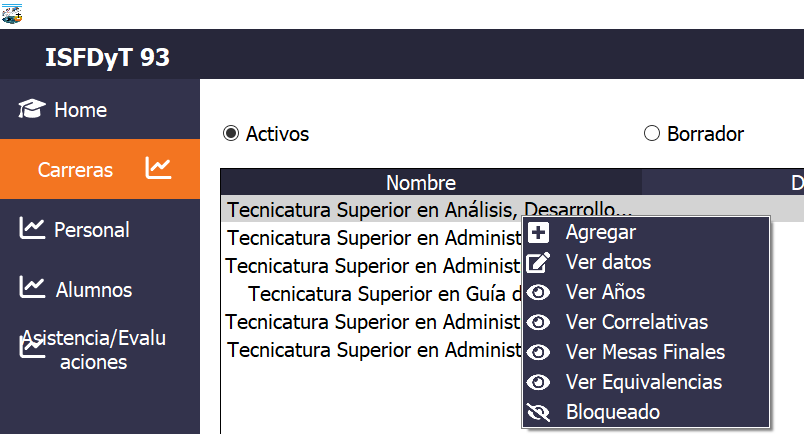 ISFDyT 93
Home
Carreras
Personal
Alumnos
Asistencia/Evalu
aciones
Activos
Borrador
Nombre
D
Tecnicatura Superior en Análisis, Desarrollo...
Tecnicatura Superior en Administ
Tecnicatura Superior en Administ
Tecnicatura Superior en Guía d
Tecnicatura Superior en Administ
Tecnicatura Superior en Administ
Agregar
Ver datos
Ver Años
Ver Correlativas
Ver Mesas Finales
Ver Equivalencias
Bloqueado